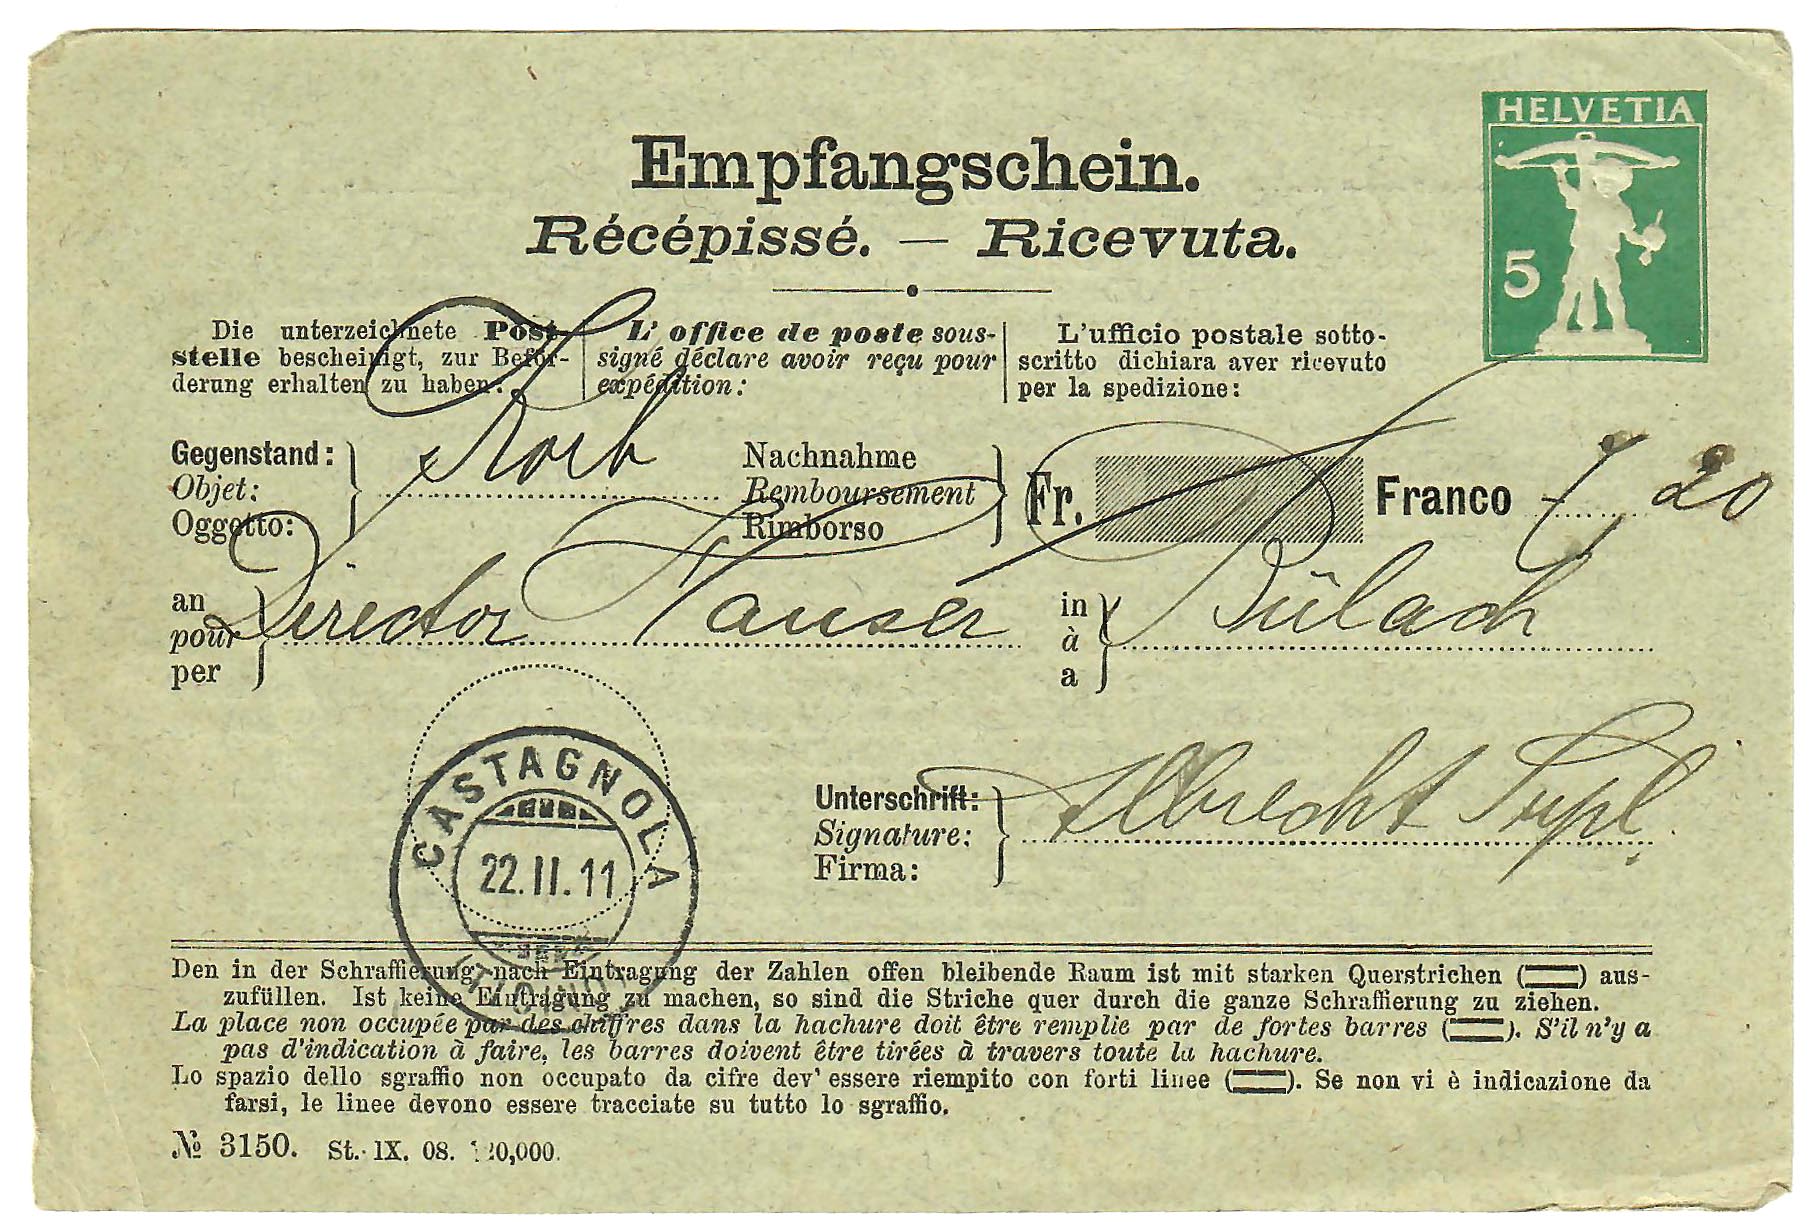 HELVETIA
5
Empfangschein.
Récépissé. — Ricevuta.
Die unterzeichnete Post-
stelle bescheinigt, zur Beför-
derung erhalten zu haben:
L'office de poste sous-
signé déclare avoir reçu pour
expédition:
L'ufficio postale sotto-
scritto dichiara aver ricevuto
per la spedizione:
Gegenstand:
Objet:
Oggetto:
Korb
Nachnahme
Remboursement
Rimborso
Fr.
Franco
20
an
pour
per
Director Hauser
in
à
a
Bülach
CASTAGNOLA
22.II.11
Unterschrift:
Signature:
Firma:
Albrecht
Den in der Schraffierung nach Eintragung der Zahlen offen bleibende Raum ist mit starken Querstrichen (══) aus-
zufüllen. Ist keine Eintragung zu machen, so sind die Striche quer durch die ganze Schraffierung zu ziehen.
La place non occupée par des chiffres dans la hachure doit être remplie par de fortes barres (══). S'il n'y a
pas d'indication à faire, les barres doivent être tirées à travers toute la hachure.
Lo spazio dello sgraffio non occupato da cifre dev' essere riempito con forti linee (══). Se non vi è indicazione da
farsi, le linee devono essere tracciate su tutto lo sgraffio.
№ 3150. St. IX. 08.